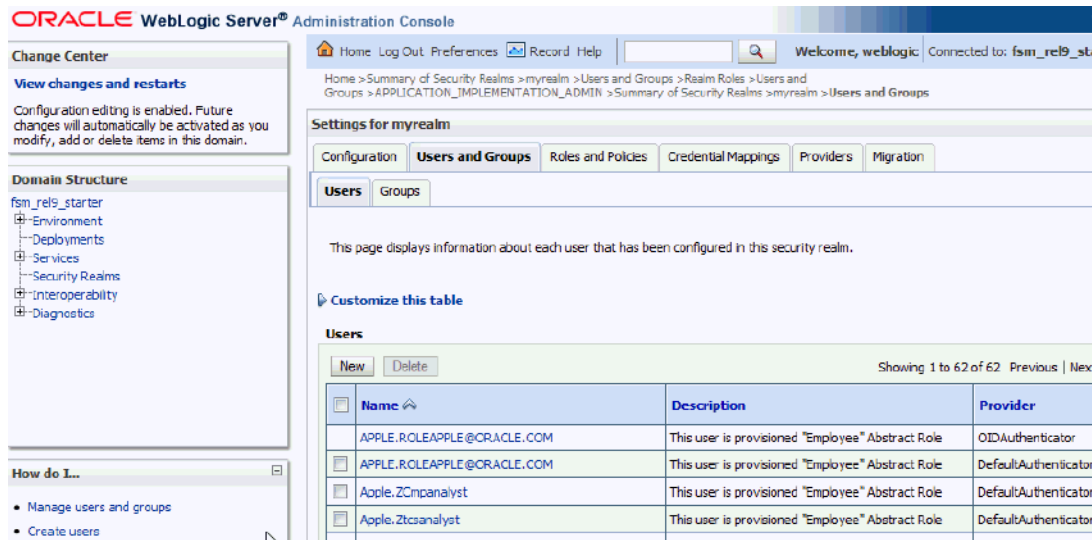 ORACLE WebLogic Server® Administration Console
Change Center
View changes and restarts
Configuration editing is enabled. Future
changes will automatically be activated as you
modify, add or delete items in this domain.
Domain Structure
fsm_rel9_starter
Environment
Deployments
Services
Security Realms
Interoperability
Diagnostics
How do I...
Manage users and groups
Create users
Home Log Out Preferences Record Help
Welcome, weblogic Connected to: fsm_rel9_sta
Home >Summary of Security Realms >myrealm >Users and Groups >Realm Roles >Users and
Groups >APPLICATION_IMPLEMENTATION_ADMIN >Summary of Security Realms >myrealm >Users and Groups
Settings for myrealm
Configuration Users and Groups Roles and Policies Credential Mappings Providers Migration
Users Groups
This page displays information about each user that has been configured in this security realm.
Customize this table
Users
New Delete Showing 1 to 62 of 62 Previous | Nex
Name Description Provider
APPLE.ROLEAPPLE@ORACLE.COM This user is provisioned "Employee" Abstract Role OIDAuthenticator
APPLE.ROLEAPPLE@ORACLE.COM This user is provisioned "Employee" Abstract Role DefaultAuthenticator
Apple.ZCmpanalyst This user is provisioned "Employee" Abstract Role DefaultAuthenticator
Apple.Ztcsanalyst This user is provisioned "Employee" Abstract Role DefaultAuthenticator